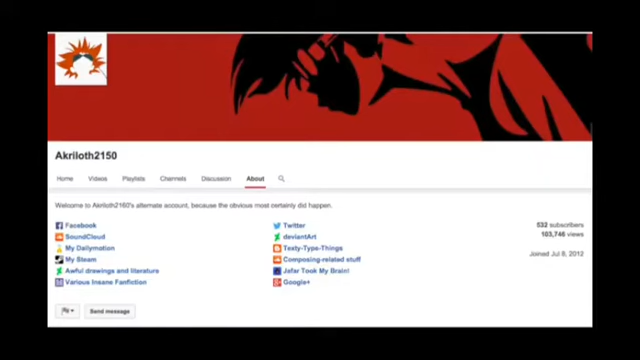 Akriloth2150
Home Videos Playlists Channels Discussion About
Welcome to Akriloth2160's alternate account, because the obvious most certainly did happen.
Facebook Twitter
SoundCloud deviantArt
My Dailymotion Texty-Type-Things
My Steam Composing-related stuff
Awful drawings and literature Jafar Took My Brain!
Various Insane Fanfiction Google+
532 subscribers
103,746 views
Joined Jul 8, 2012
Send message